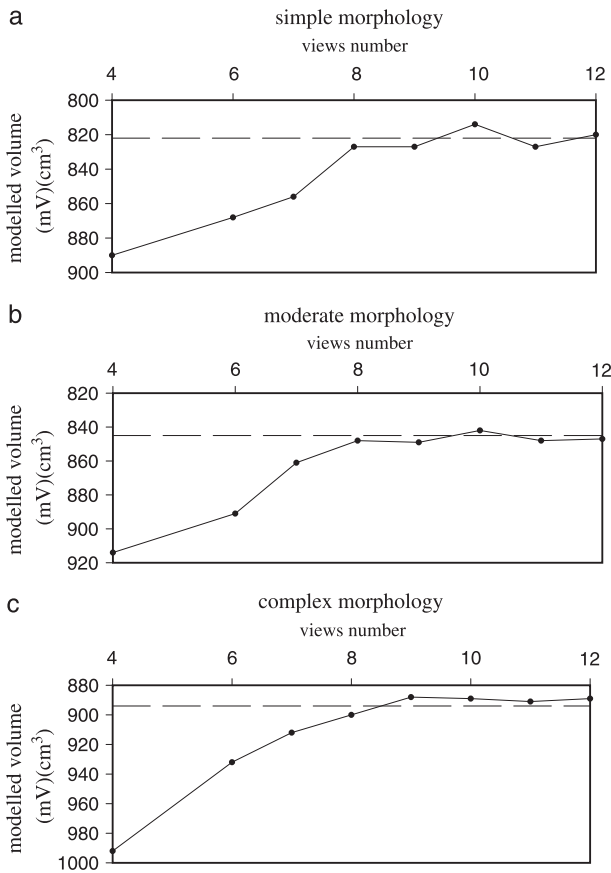 a
simple morphology
views number
4 6 8 10 12
modelled volume
(mV)(cm³)
800
820
840
860
880
900
b
moderate morphology
views number
4 6 8 10 12
modelled volume
(mV)(cm³)
820
840
860
880
900
920
c
complex morphology
views number
4 6 8 10 12
modelled volume
(mV)(cm³)
880
900
920
940
960
980
1000